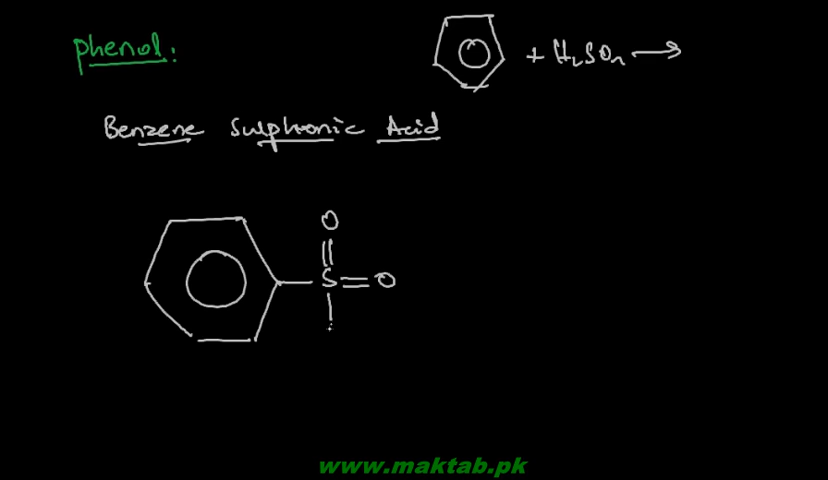 phenol:
+ H2SO4 →
Benzene Sulphonic Acid
O
S=O
www.maktab.pk